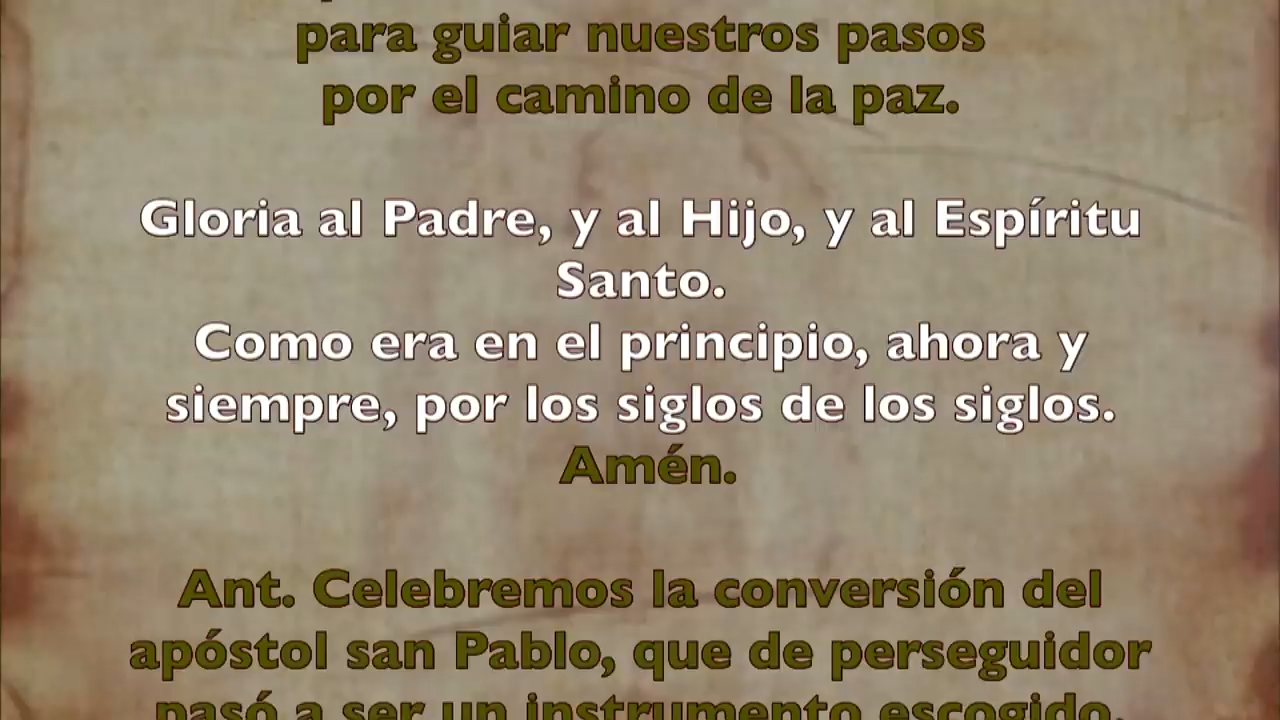 para guiar nuestros pasos
por el camino de la paz.
Gloria al Padre, y al Hijo, y al Espíritu
Santo.
Como era en el principio, ahora y
siempre, por los siglos de los siglos.
Amén.
Ant. Celebremos la conversión del
apóstol san Pablo, que de perseguidor
pasó a ser un instrumento escogido.